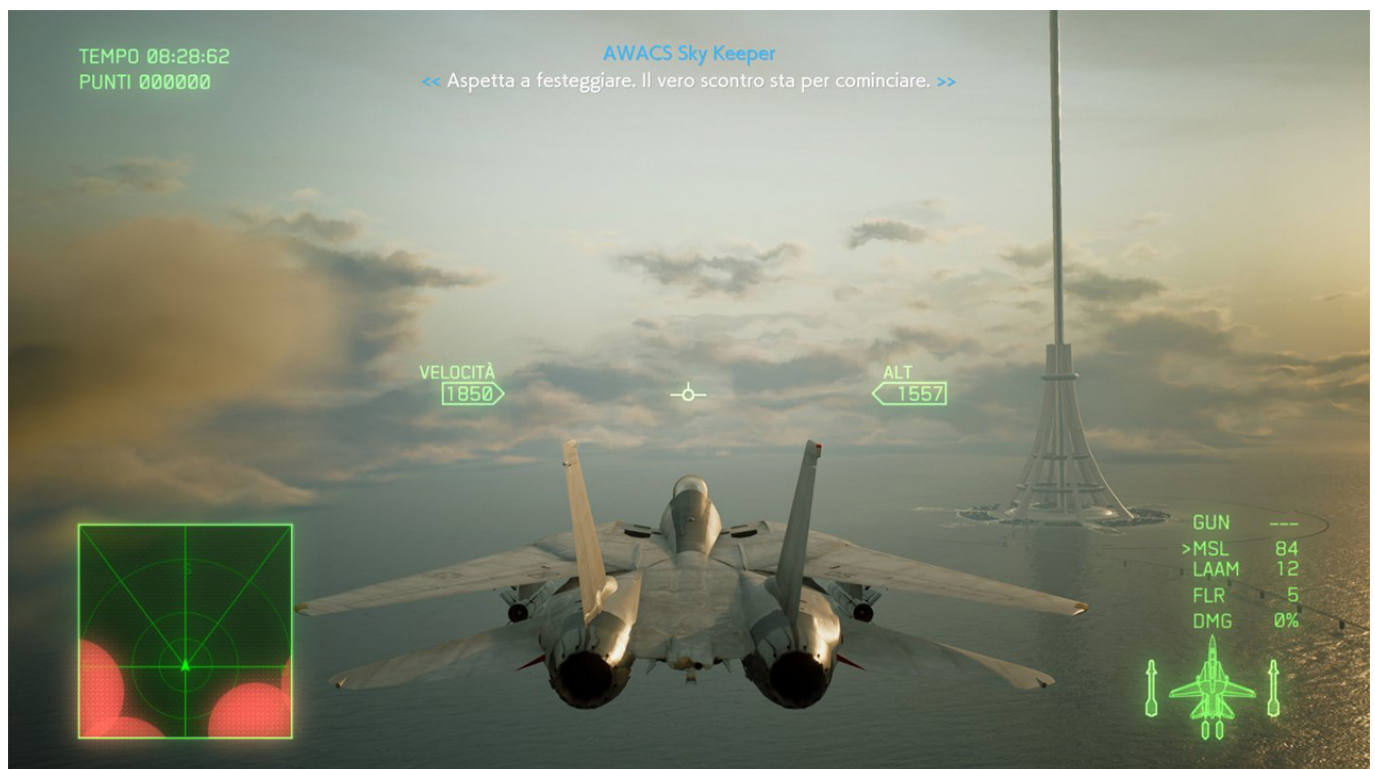 TEMPO 08:28:62
PUNTI 000000
AWACS Sky Keeper
<< Aspetta a festeggiare. Il vero scontro sta per cominciare. >>
VELOCITÀ
1850
ALT
1557
S
GUN ---
>MSL 84
LAAM 12
FLR 5
DMG 0%